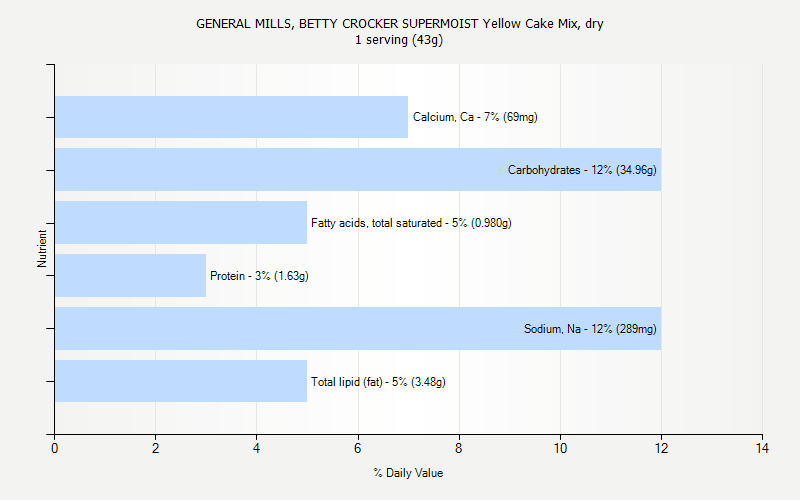 GENERAL MILLS, BETTY CROCKER SUPERMOIST Yellow Cake Mix, dry
1 serving (43g)
Calcium, Ca - 7% (69mg)
Carbohydrates - 12% (34.96g)
Fatty acids, total saturated - 5% (0.980g)
Nutrient
Protein - 3% (1.63g)
Sodium, Na - 12% (289mg)
Total lipid (fat) - 5% (3.48g)
0 2 4 6 8 10 12 14
% Daily Value